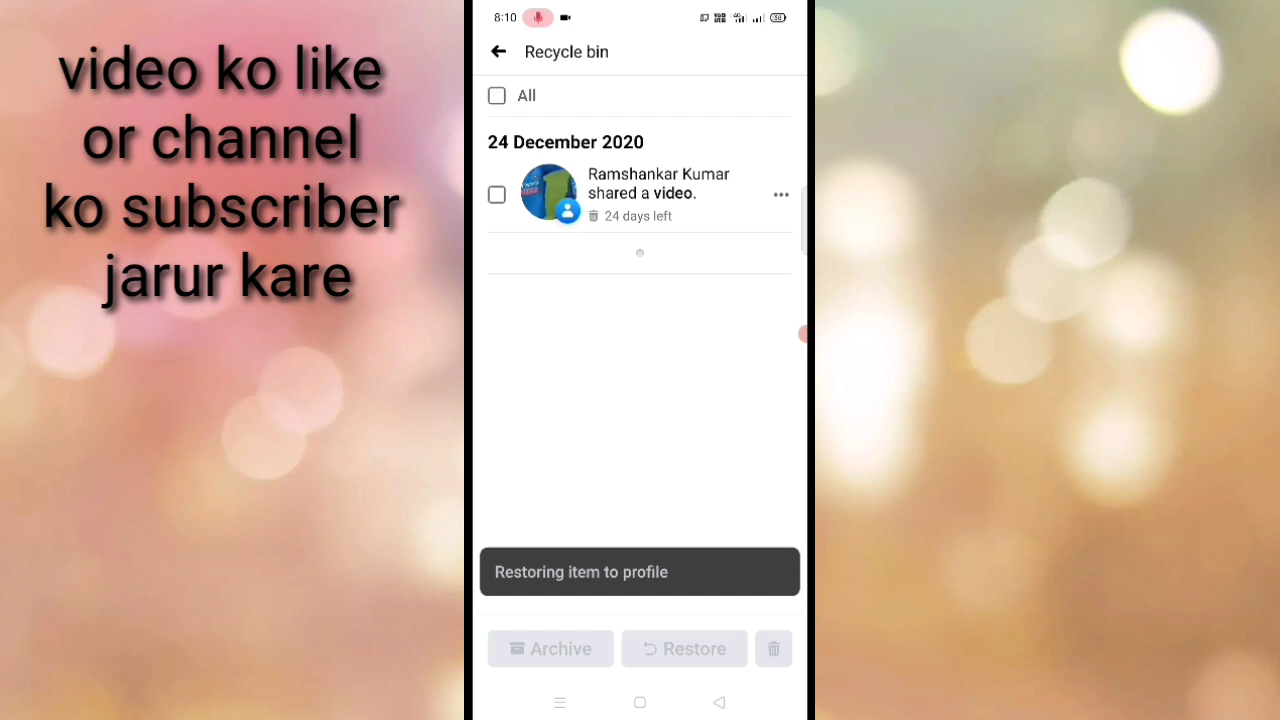 video ko like
or channel
ko subscriber
jarur kare
8:10
Recycle bin
All
24 December 2020
Ramshankar Kumar
shared a video.
24 days left
Restoring item to profile
Archive
Restore